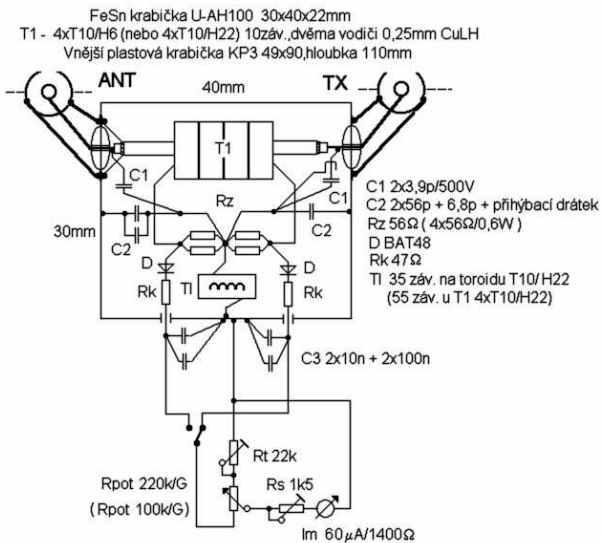 FeSn krabička U-AH100 30x40x22mm
T1 - 4xT10/H6 (nebo 4xT10/H22) 10záv.,dvěma vodiči 0,25mm CuLH
Vnější plastová krabička KP3 49x90,hloubka 110mm
ANT
TX
40mm
T1
C1
C1
Rz
C1 2x3,9p/500V
C2 2x56p + 6,8p + přihýbací drátek
Rz 56Ω ( 4x56Ω/0,6W )
D BAT48
Rk 47Ω
Tl 35 záv. na toroidu T10/H22
(55 záv. u T1 4xT10/H22)
30mm
C2
C2
D
D
Rk
Tl
Rk
C3 2x10n + 2x100n
Rt 22k
Rpot 220k/G
( Rpot 100k/G)
Rs 1k5
Im 60µA/1400Ω